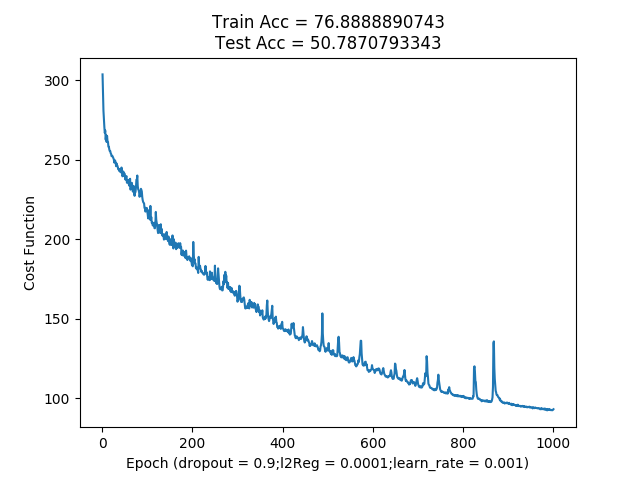 Train Acc = 76.8888890743
Test Acc = 50.7870793343
300
250
200
150
100
Cost Function
0 200 400 600 800 1000
Epoch (dropout = 0.9;l2Reg = 0.0001;learn_rate = 0.001)